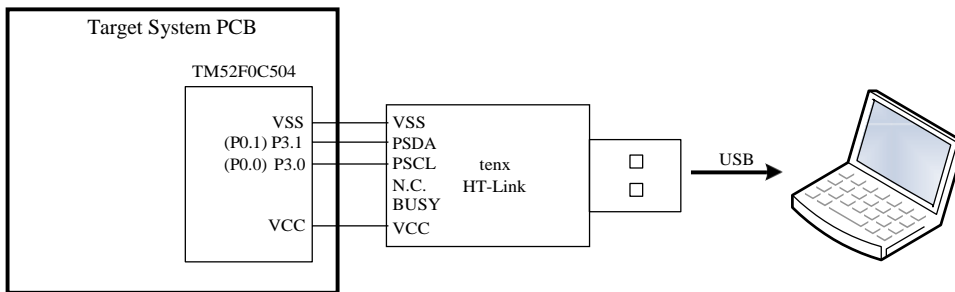 Target System PCB
TM52F0C504
VSS
(P0.1) P3.1
(P0.0) P3.0
VCC
VSS
PSDA
PSCL
N.C.
BUSY
VCC
tenx
HT-Link
USB